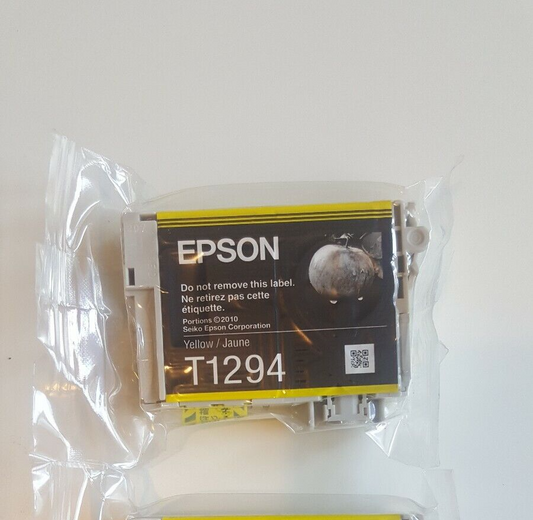 EPSON
Do not remove this label.
Ne retirez pas cette
étiquette.
Portions ©2010
Seiko Epson Corporation
Yellow / Jaune
T1294